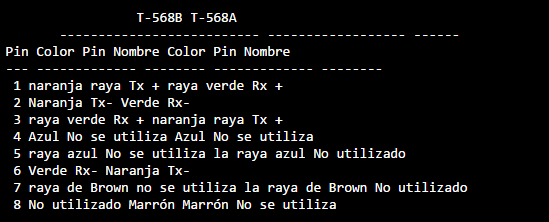 T-568B T-568A
-------------------------- ------------------ ------
Pin Color Pin Nombre Color Pin Nombre
--- ------------- -------- ------------- --------
1 naranja raya Tx + raya verde Rx +
2 Naranja Tx- Verde Rx-
3 raya verde Rx + naranja raya Tx +
4 Azul No se utiliza Azul No se utiliza
5 raya azul No se utiliza la raya azul No utilizado
6 Verde Rx- Naranja Tx-
7 raya de Brown no se utiliza la raya de Brown No utilizado
8 No utilizado Marrón Marrón No se utiliza